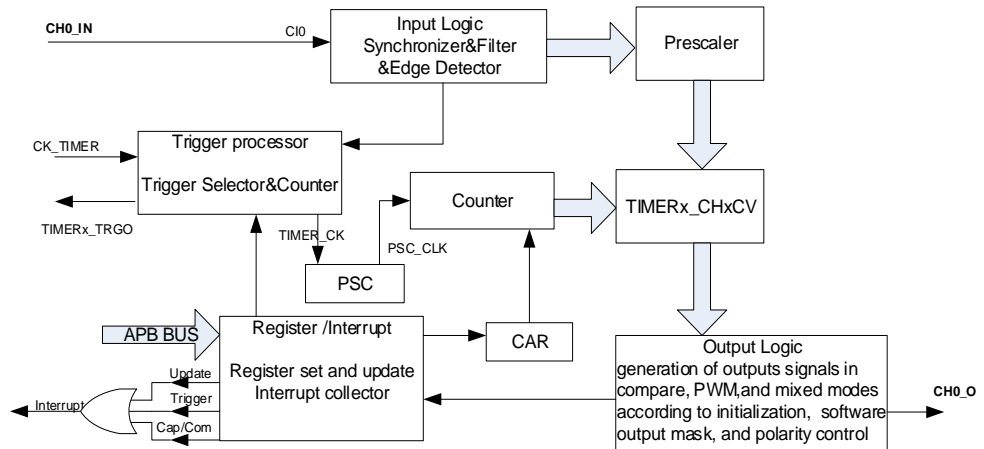 CH0_IN
CI0
Input Logic
Synchronizer&Filter
&Edge Detector
Prescaler
CK_TIMER
Trigger processor
Trigger Selector&Counter
TIMERx_TRGO
TIMER_CK
PSC
PSC_CLK
Counter
TIMERx_CHxCV
APB BUS
Register /Interrupt
Register set and update
Interrupt collector
CAR
Output Logic
generation of outputs signals in
compare, PWM,and mixed modes
according to initialization, software
output mask, and polarity control
CH0_O
Update
Trigger
Cap/Com
Interrupt